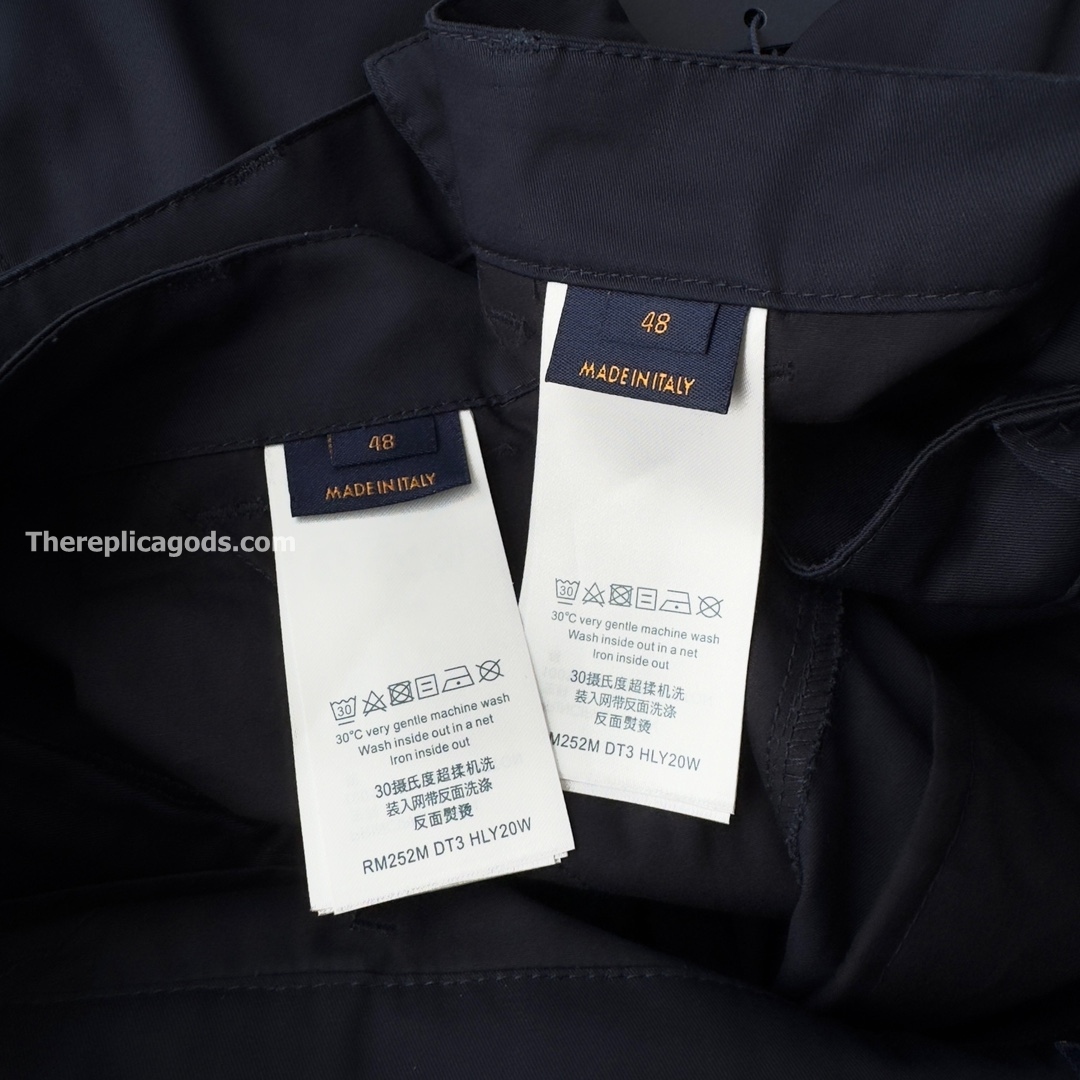 48
MADE IN ITALY
30
30°C very gentle machine wash
Wash inside out in a net
Iron inside out
30摄氏度超揉机洗
装入网带反面洗涤
反面熨烫
M252M DT3 HLY20W
48
MADE IN ITALY
Thereplicagods.com
30
30°C very gentle machine wash
Wash inside out in a net
Iron inside out
30摄氏度超揉机洗
装入网带反面洗涤
反面熨烫
RM252M DT3 HLY20W